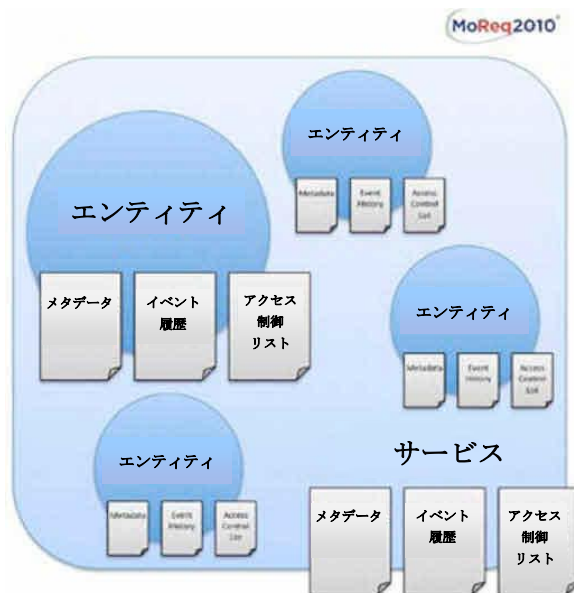 MoReq2010®
エンティティ
Metadata
Event
History
Access
Control
List
エンティティ
メタデータ
イベント
履歴
アクセス
制御
リスト
エンティティ
Metadata
Event
History
Access
Control
List
エンティティ
Metadata
Event
History
Access
Control
List
サービス
メタデータ
イベント
履歴
アクセス
制御
リスト